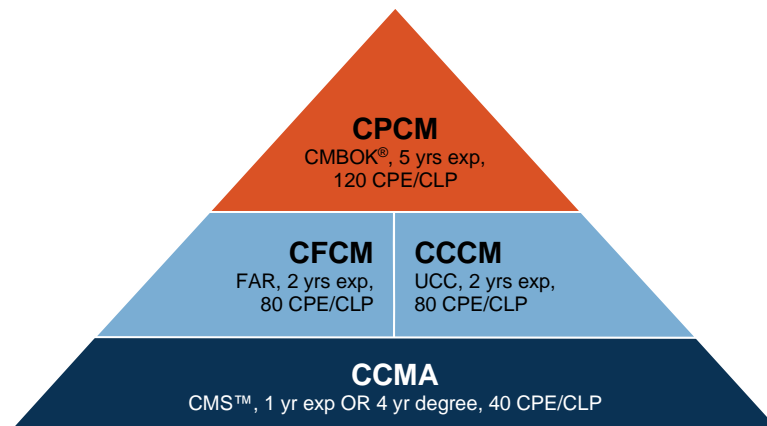 CPCM
CMBOK®, 5 yrs exp,
120 CPE/CLP
CFCM
FAR, 2 yrs exp,
80 CPE/CLP
CCCM
UCC, 2 yrs exp,
80 CPE/CLP
CCMA
CMS™, 1 yr exp OR 4 yr degree, 40 CPE/CLP